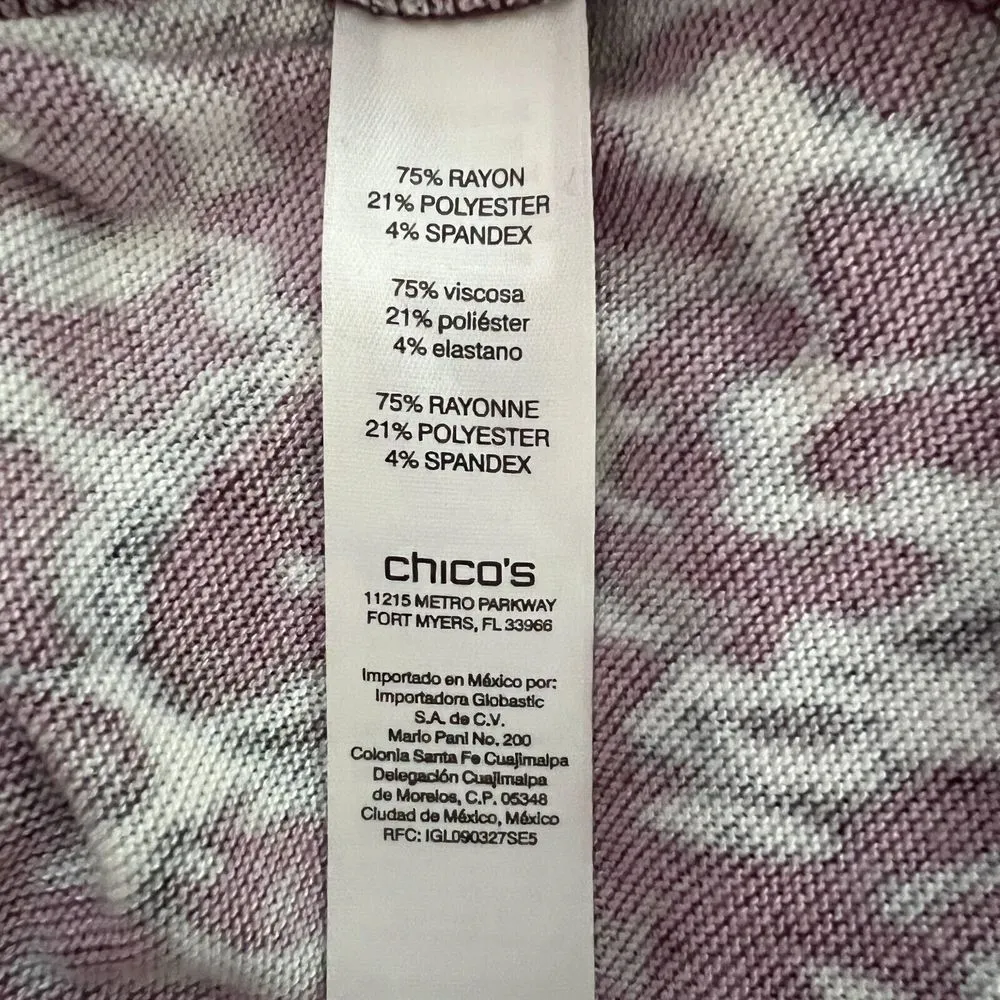 75% RAYON
21% POLYESTER
4% SPANDEX
75% viscosa
21% poliéster
4% elastano
75% RAYONNE
21% POLYESTER
4% SPANDEX
chico's
11215 METRO PARKWAY
FORT MYERS, FL 33966
Importado en México por:
Importadora Globastic
S.A. de C.V.
Mario Pani No. 200
Colonia Santa Fe Cuajimalpa
Delegación Cuajimalpa
de Morelos, C.P. 05348
Ciudad de México, México
RFC: IGL090327SE5